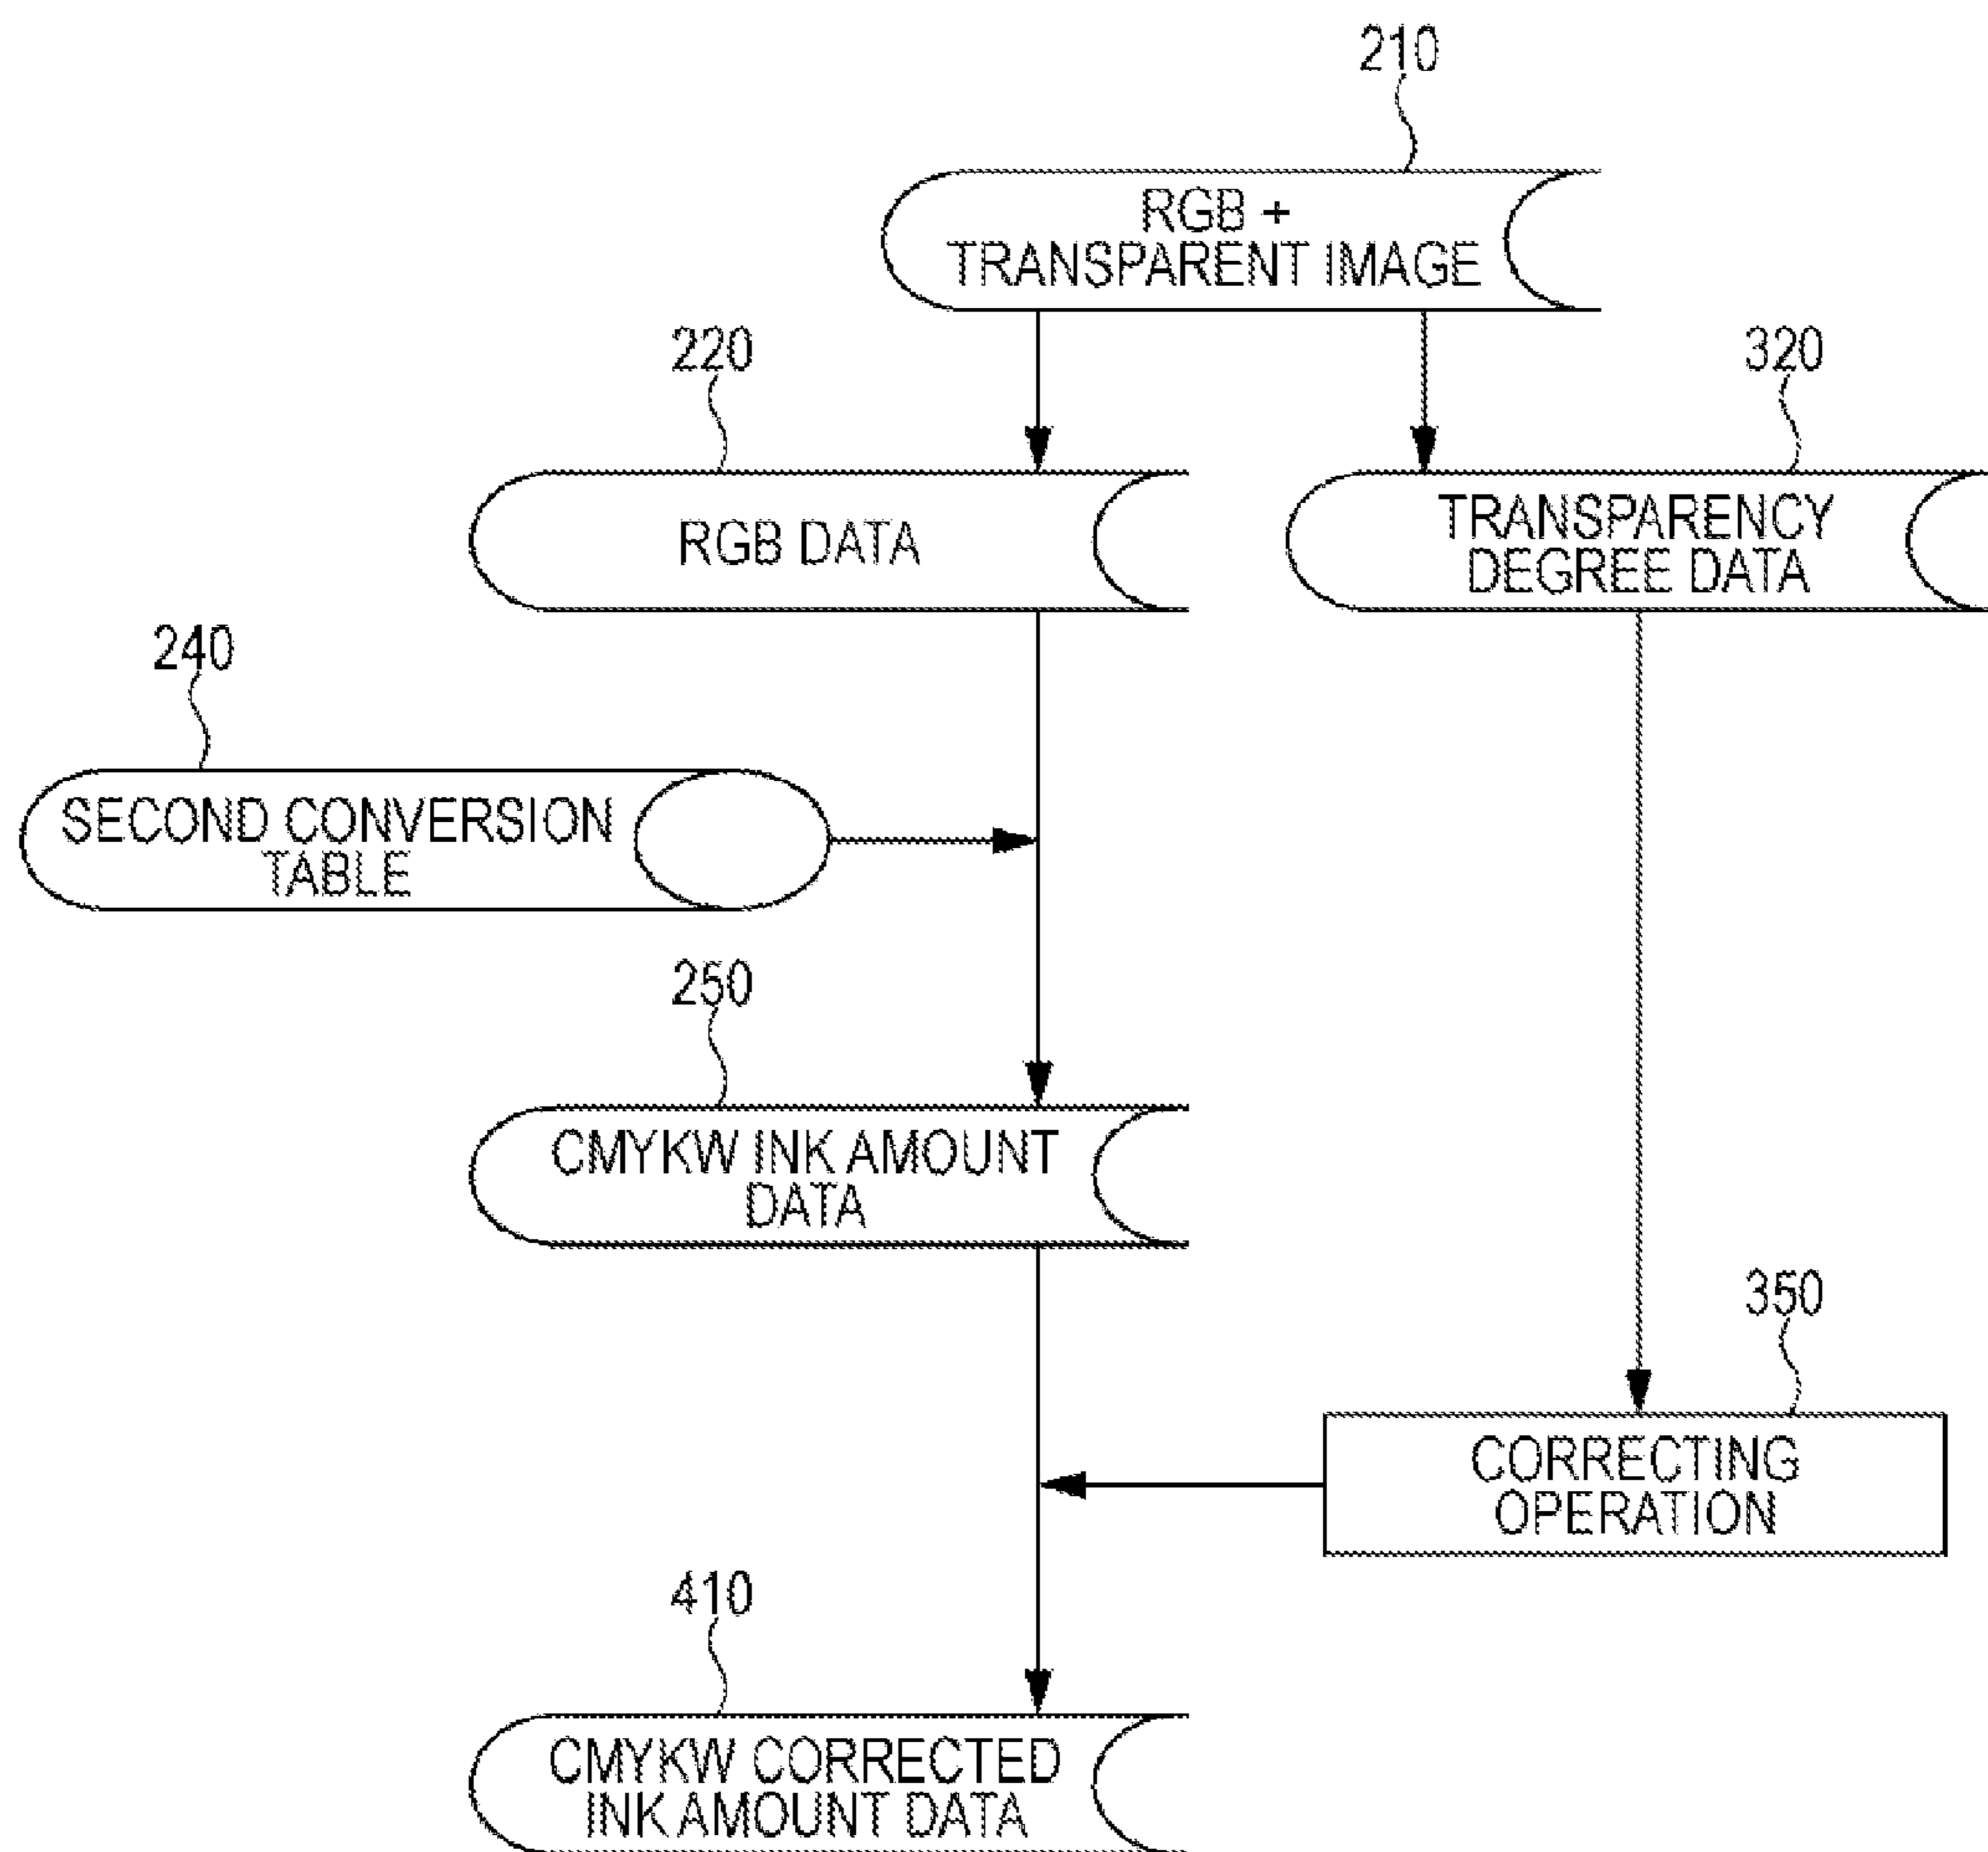 210
RGB +
TRANSPARENT IMAGE
220
320
RGB DATA
TRANSPARENCY
DEGREE DATA
240
SECOND CONVERSION
TABLE
250
CMYKW INK AMOUNT
DATA
350
CORRECTING
OPERATION
410
CMYKW CORRECTED
INK AMOUNT DATA